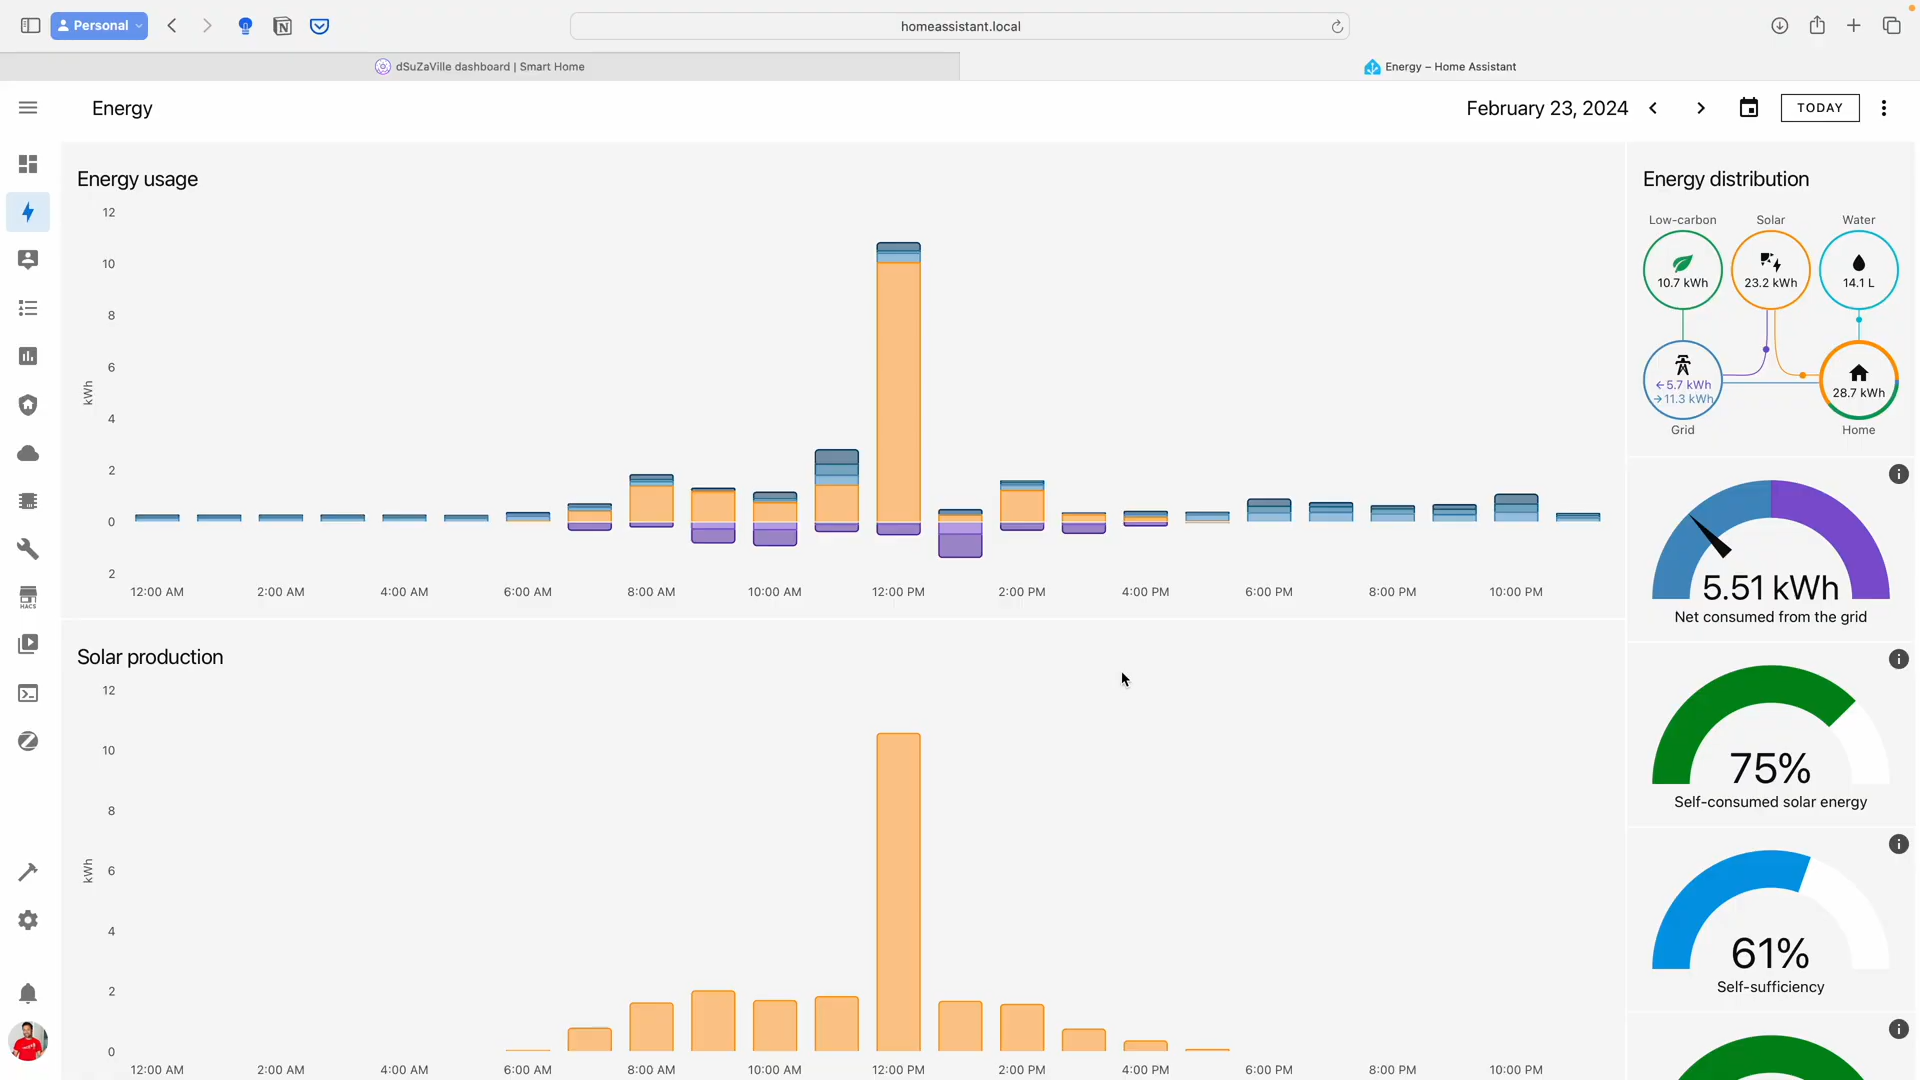 Personal
homeassistant.local
dSuZaVille dashboard | Smart Home
Energy – Home Assistant
Energy
February 23, 2024
TODAY
HACS
Energy usage
12
10
8
6
4
2
0
2
kWh
12:00 AM 2:00 AM 4:00 AM 6:00 AM 8:00 AM 10:00 AM 12:00 PM 2:00 PM 4:00 PM 6:00 PM 8:00 PM 10:00 PM
Solar production
12
10
8
6
4
2
0
kWh
12:00 AM 2:00 AM 4:00 AM 6:00 AM 8:00 AM 10:00 AM 12:00 PM 2:00 PM 4:00 PM 6:00 PM 8:00 PM 10:00 PM
Energy distribution
Low-carbon Solar Water
10.7 kWh 23.2 kWh 14.1 L
←5.7 kWh
→11.3 kWh
28.7 kWh
Grid Home
5.51 kWh
Net consumed from the grid
75%
Self-consumed solar energy
61%
Self-sufficiency